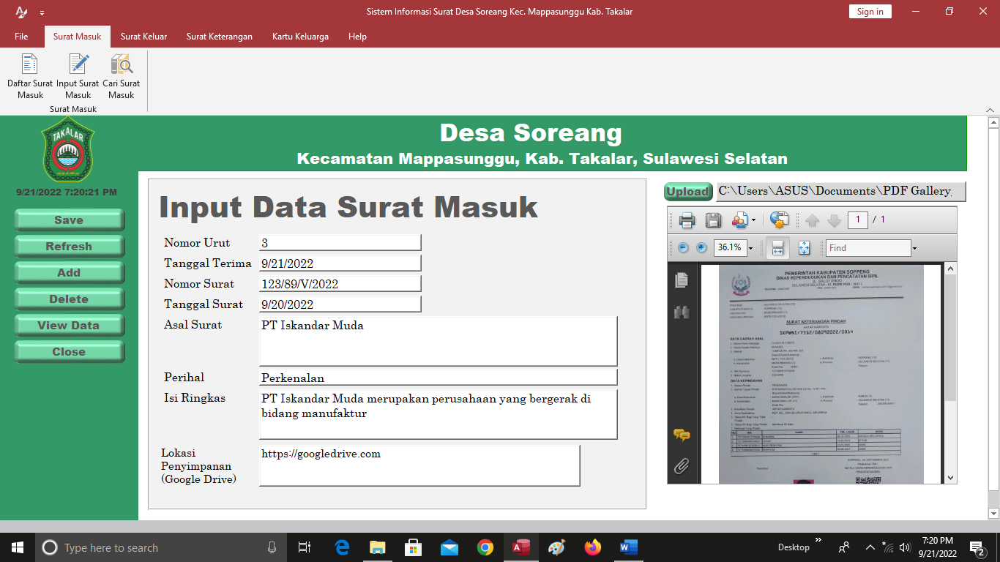 Sistem Informasi Surat Desa Soreang Kec. Mappasunggu Kab. Takalar
Sign in
File
Surat Masuk
Surat Keluar
Surat Keterangan
Kartu Keluarga
Help
Daftar Surat Masuk
Input Surat Masuk
Cari Surat Masuk
Surat Masuk
TAKALAR
Desa Soreang
Kecamatan Mappasunggu, Kab. Takalar, Sulawesi Selatan
9/21/2022 7:20:21 PM
Save
Refresh
Add
Delete
View Data
Close
Input Data Surat Masuk
Nomor Urut 3
Tanggal Terima 9/21/2022
Nomor Surat 123/89/V/2022
Tanggal Surat 9/20/2022
Asal Surat PT Iskandar Muda
Perihal Perkenalan
Isi Ringkas PT Iskandar Muda merupakan perusahaan yang bergerak di
bidang manufaktur
Lokasi
Penyimpanan
(Google Drive)
https://googledrive.com
Upload C:\Users\ASUS\Documents\PDF Gallery
1 / 1
36.1% Find
PEMERINTAH KABUPATEN SOPPENG
DINAS KEPENDUDUKAN DAN PENCATATAN SIPIL
JL. SALOTUNGO
SURAT KETERANGAN PINDAH
SKPWNI/7312/08092022/0014
DATA DAERAH ASAL
DATA KEPINDAHAN
Type here to search
Desktop
7:20 PM
9/21/2022
2